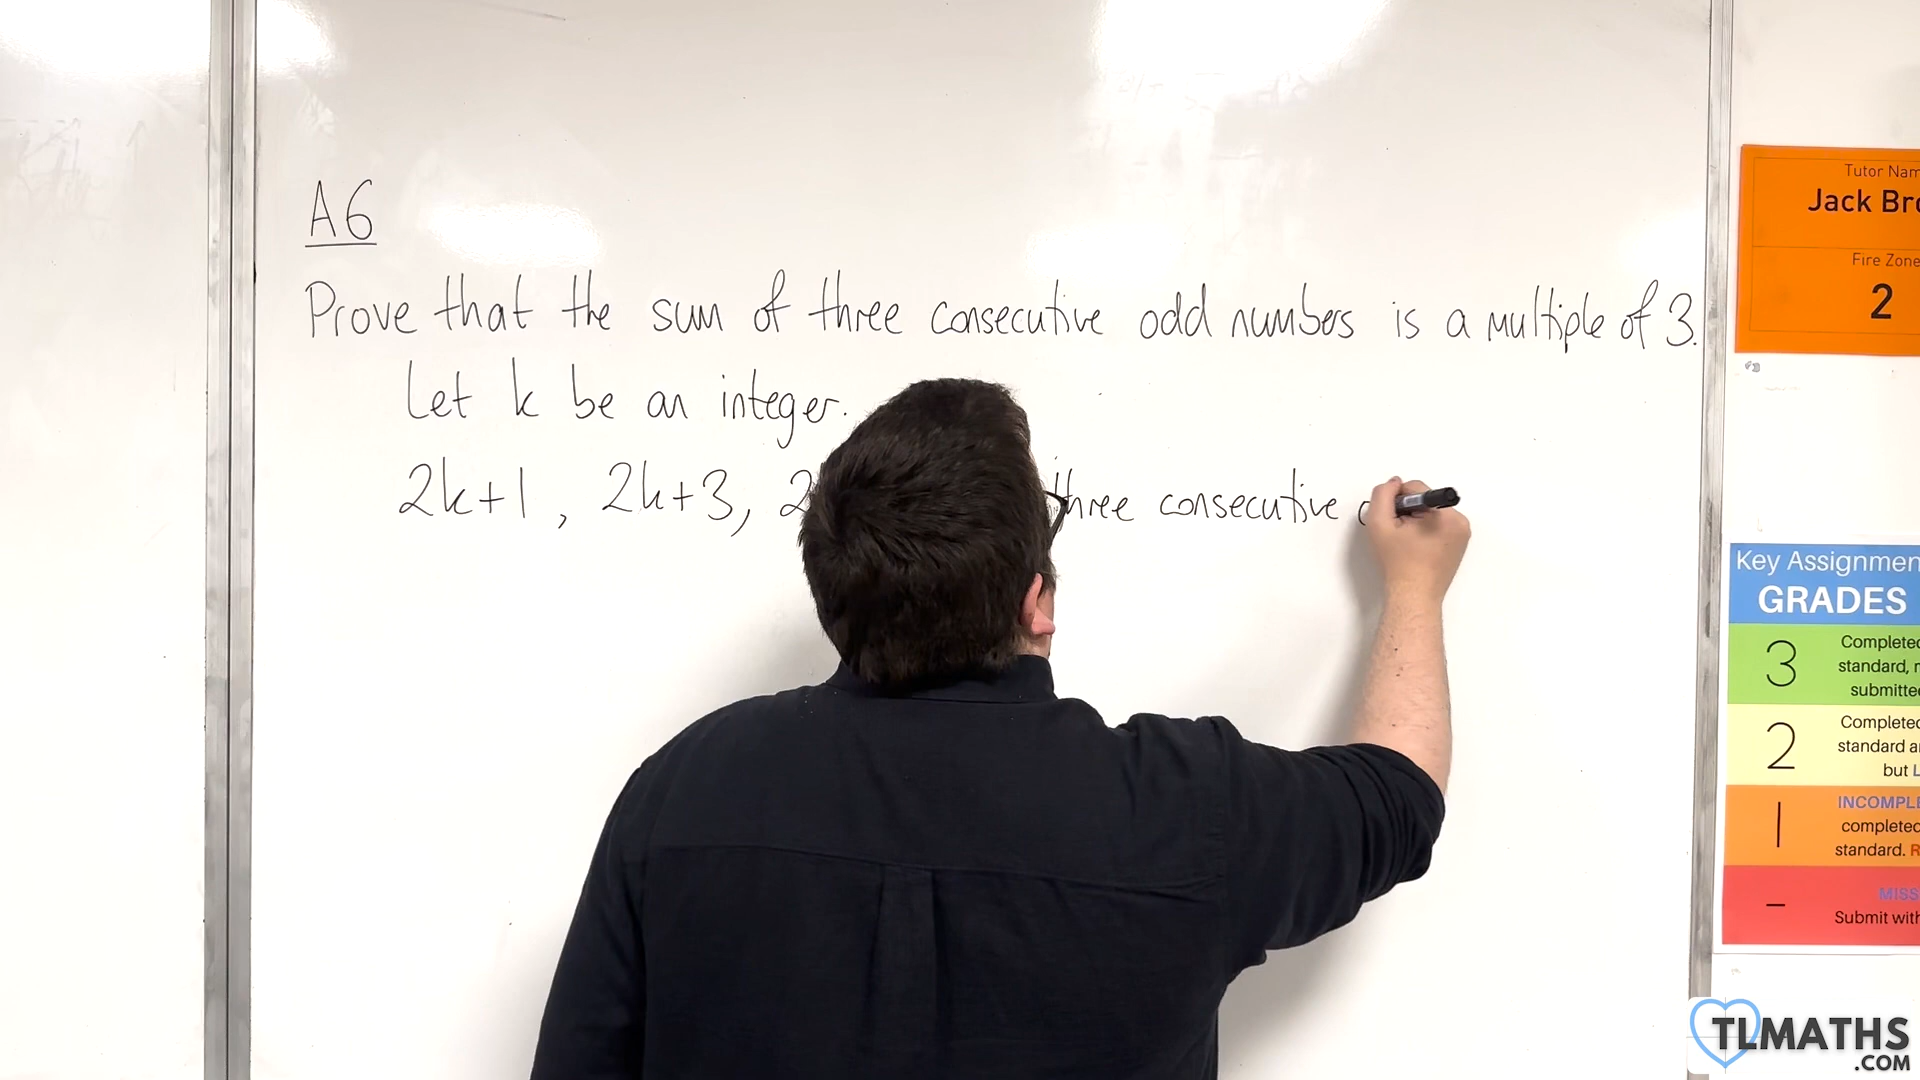 A6
Prove that the sum of three consecutive odd numbers is a multiple of 3.
Let k be an integer.
2k+1, 2k+3, 2 three consecutive
Tutor Nam
Jack Bro
Fire Zone
2
Key Assignmen
GRADES
3
Completed
standard, n
submitted
2
Completed
standard a
but L
1
INCOMPLE
completed
standard. R
-
MISS
Submit with
TLMATHS
.COM